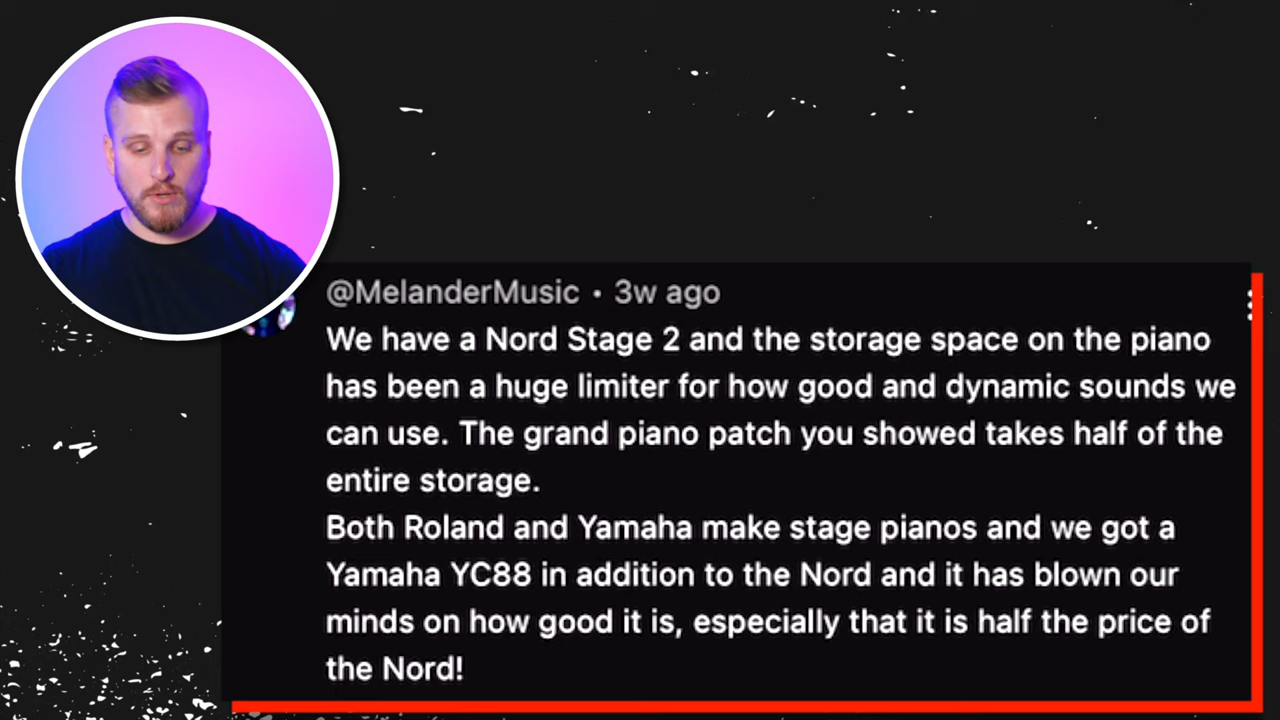 @MelanderMusic • 3w ago
We have a Nord Stage 2 and the storage space on the piano
has been a huge limiter for how good and dynamic sounds we
can use. The grand piano patch you showed takes half of the
entire storage.
Both Roland and Yamaha make stage pianos and we got a
Yamaha YC88 in addition to the Nord and it has blown our
minds on how good it is, especially that it is half the price of
the Nord!